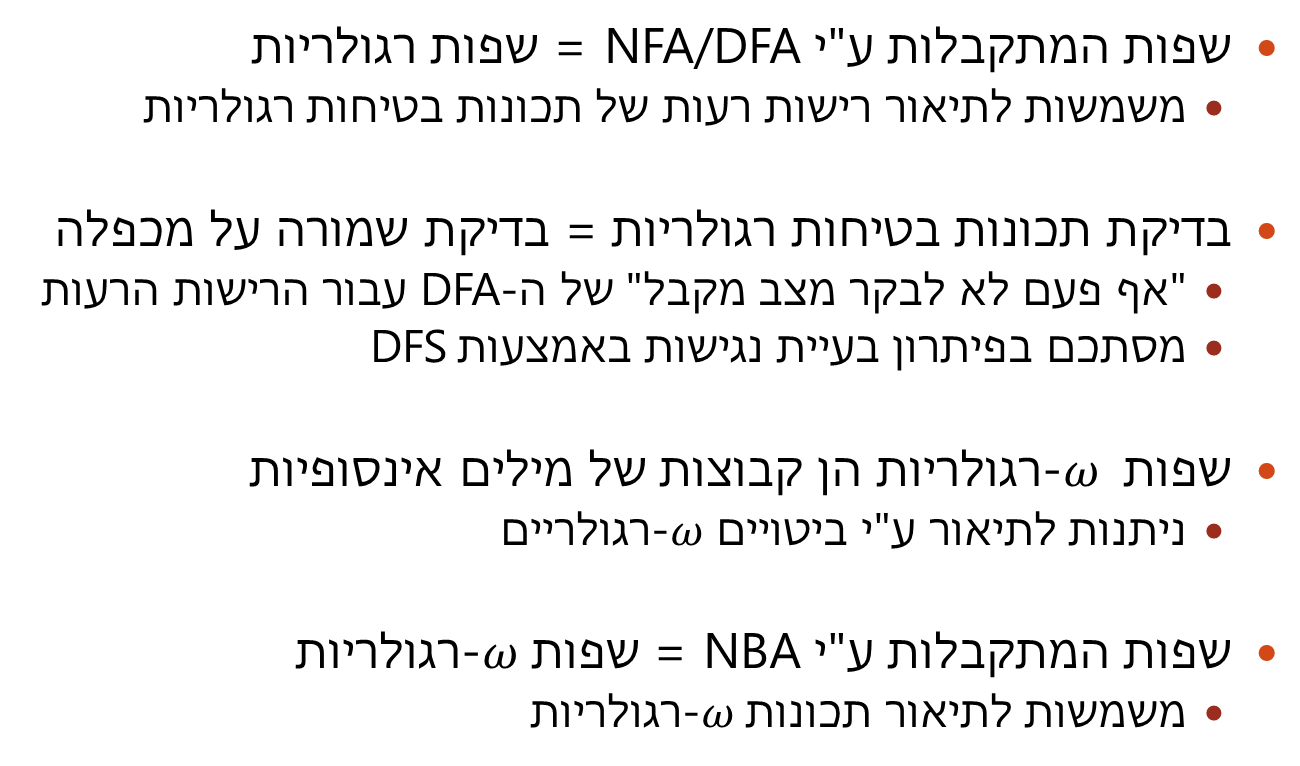 • שפות המתקבלות ע"י NFA/DFA = שפות רגולריות
• משמשות לתיאור רישות רעות של תכונות בטיחות רגולריות
• בדיקת תכונות בטיחות רגולריות = בדיקת שמורה על מכפלה
• "אף פעם לא לבקר מצב מקבל" של ה-DFA עבור הרישות הרעות
• מסתכם בפיתרון בעיית נגישות באמצעות DFS
• שפות ω-רגולריות הן קבוצות של מילים אינסופיות
• ניתנות לתיאור ע"י ביטויים ω-רגולריים
• שפות המתקבלות ע"י NBA = שפות ω-רגולריות
• משמשות לתיאור תכונות ω-רגולריות